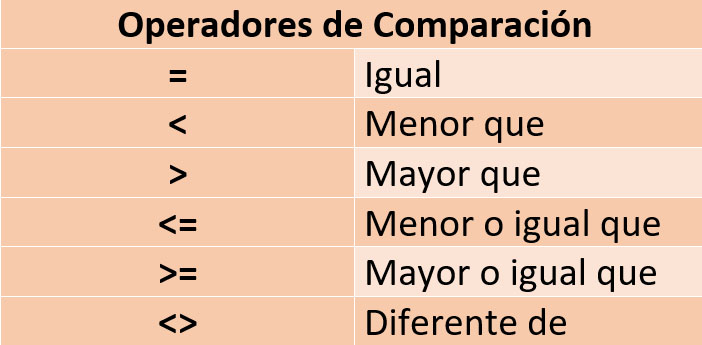 Operadores de Comparación
= Igual
< Menor que
> Mayor que
<= Menor o igual que
>= Mayor o igual que
<> Diferente de